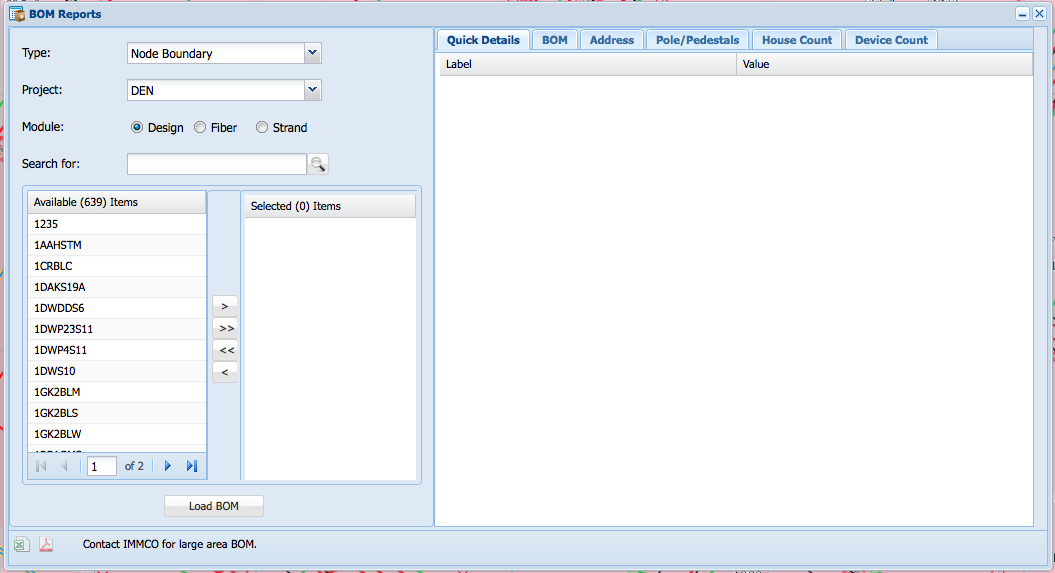 BOM Reports
Type:
Node Boundary
Project:
DEN
Module:
Design
Fiber
Strand
Search for:
Available (639) Items
1235
1AAHSTM
1CRBLC
1DAKS19A
1DWDDS6
1DWP23S11
1DWP4S11
1DWS10
1GK2BLM
1GK2BLS
1GK2BLW
1
of 2
>
>>
<<
<
Selected (0) Items
Load BOM
Quick Details
BOM
Address
Pole/Pedestals
House Count
Device Count
Label
Value
Contact IMMCO for large area BOM.